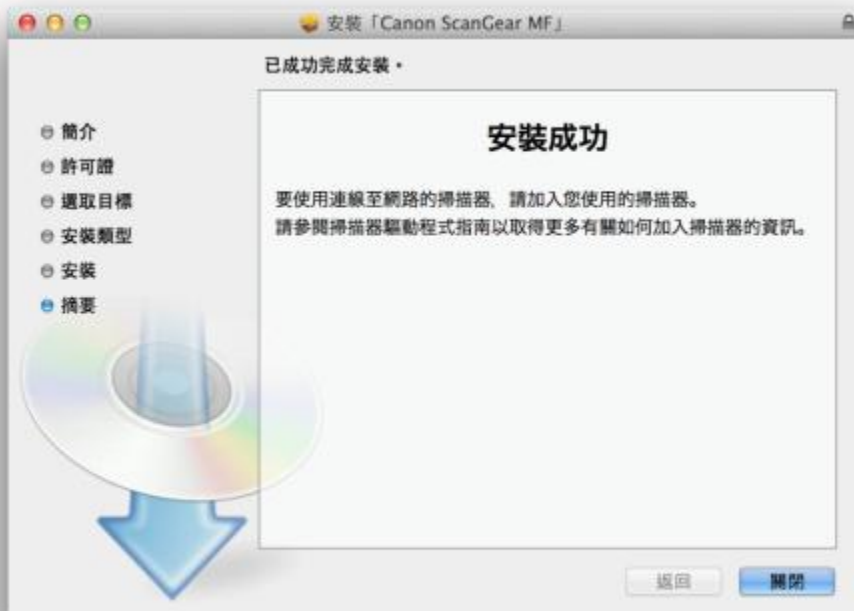 安裝「Canon ScanGear MF」
已成功完成安裝。
簡介
許可證
選取目標
安裝類型
安裝
摘要
安裝成功
要使用連線至網路的掃描器，請加入您使用的掃描器。
請參閱掃描器驅動程式指南以取得更多有關如何加入掃描器的資訊。
返回
關閉